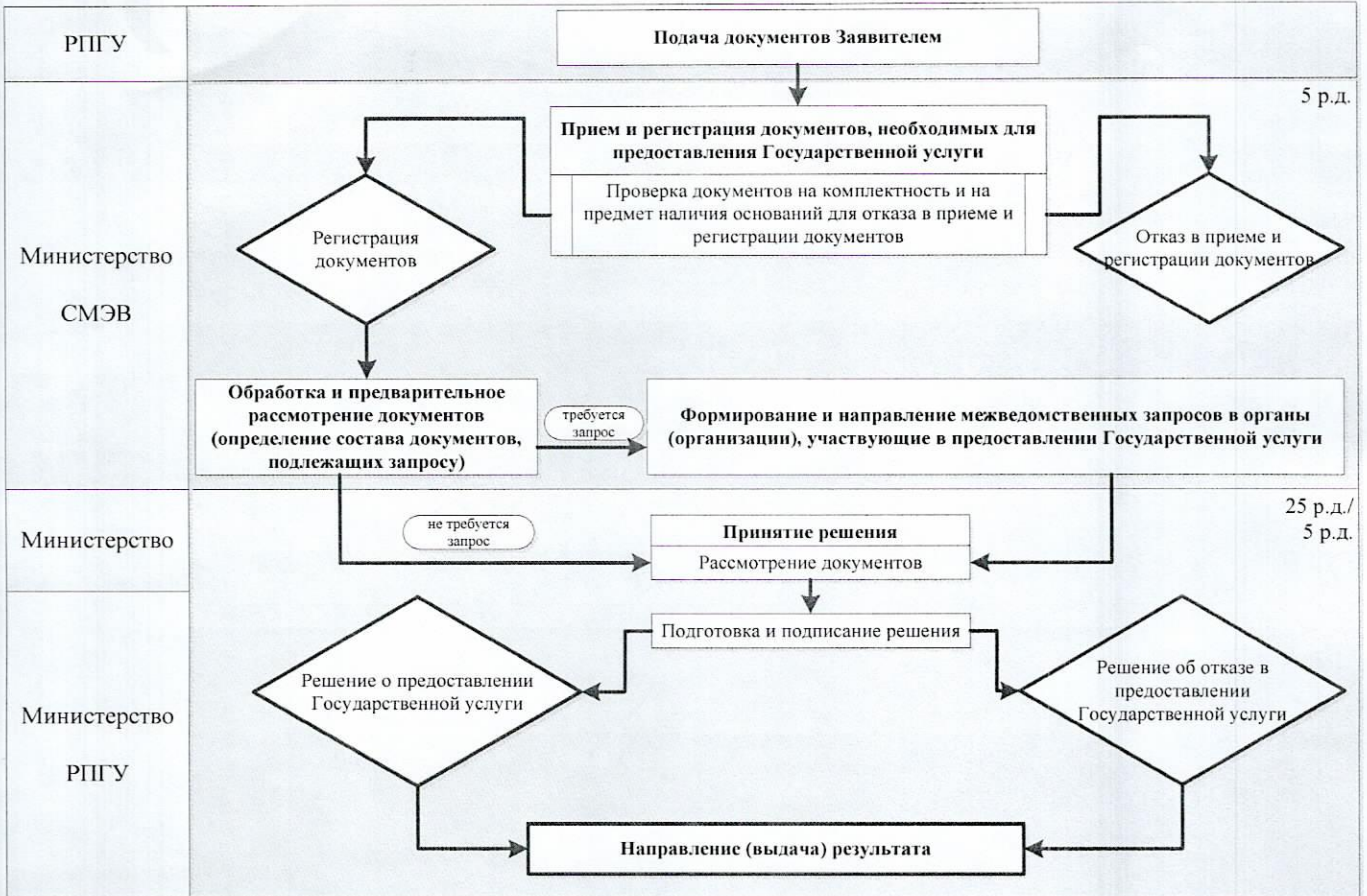 РПГУ
Подача документов Заявителем
5 р.д.
Прием и регистрация документов, необходимых для
предоставления Государственной услуги
Проверка документов на комплектность и на
предмет наличия оснований для отказа в приеме и
регистрации документов
Регистрация
документов
Отказ в приеме и
регистрации документов
Министерство
СМЭВ
Обработка и предварительное
рассмотрение документов
(определение состава документов,
подлежащих запросу)
требуется
запрос
Формирование и направление межведомственных запросов в органы
(организации), участвующие в предоставлении Государственной услуги
25 р.д./
5 р.д.
Министерство
не требуется
запрос
Принятие решения
Рассмотрение документов
Подготовка и подписание решения
Решение о предоставлении
Государственной услуги
Решение об отказе в
предоставлении
Государственной услуги
Министерство
РПГУ
Направление (выдача) результата